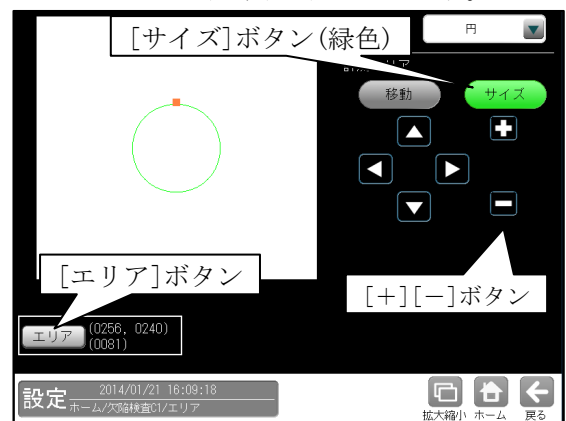 [サイズ]ボタン(緑色)
円
エリア
移動
サイズ
[エリア]ボタン
[+][-]ボタン
エリア
(0256, 0240)
(0081)
設定
2014/01/21 16:09:18
ホーム/欠陥検査C1/エリア
拡大縮小
ホーム
戻る